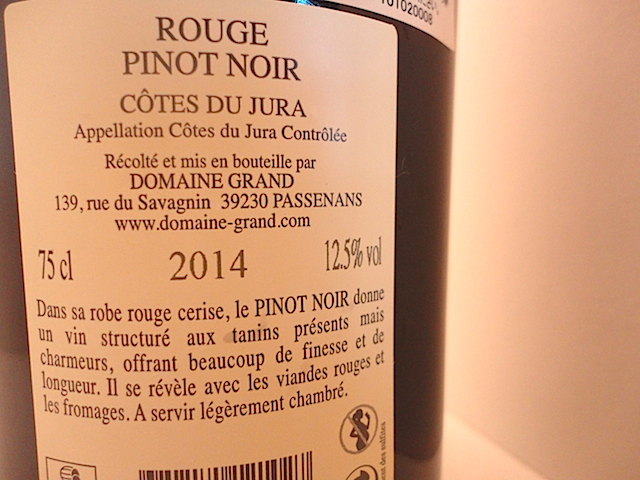 ROUGE
PINOT NOIR
CÔTES DU JURA
Appellation Côtes du Jura Contrôlée
Récolté et mis en bouteille par
DOMAINE GRAND
139, rue du Savagnin 39230 PASSENANS
www.domaine-grand.com
75 cl 2014 12.5% vol
Dans sa robe rouge cerise, le PINOT NOIR donne
un vin structuré aux tanins présents mais
charmeurs, offrant beaucoup de finesse et de
longueur. Il se révèle avec les viandes rouges et
les fromages. A servir légèrement chambré.
des sulfites